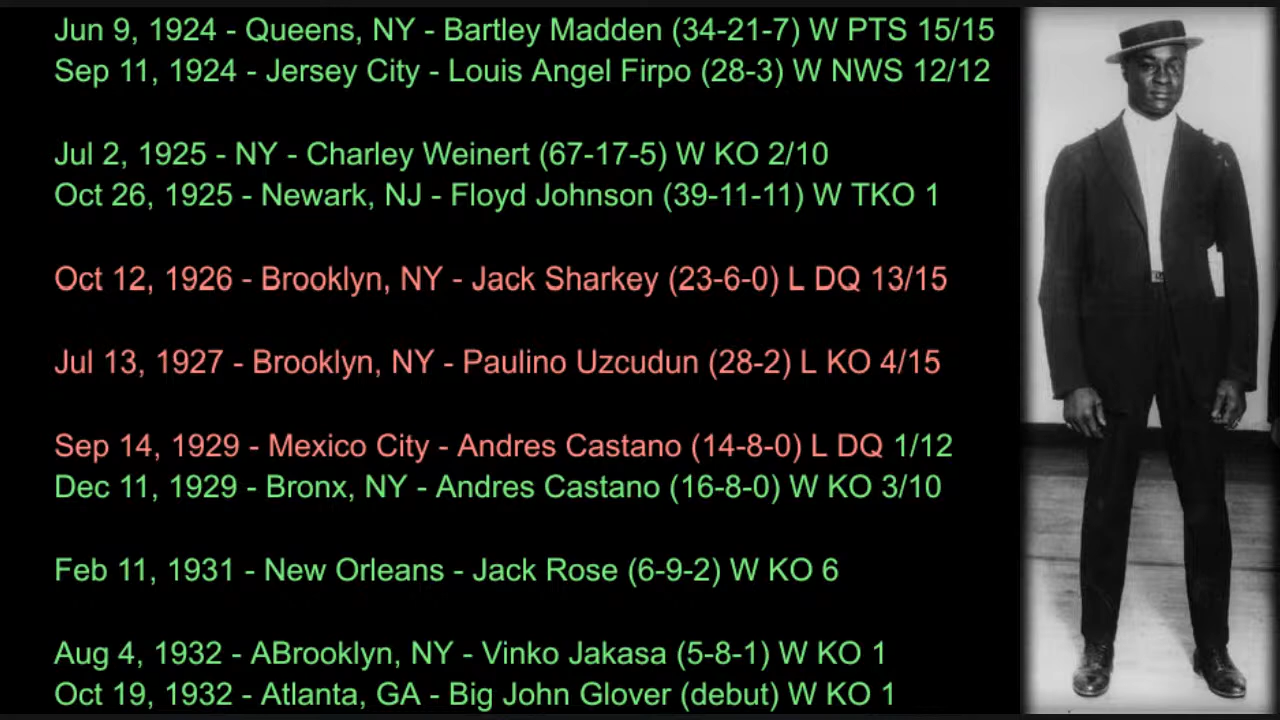 Jun 9, 1924 - Queens, NY - Bartley Madden (34-21-7) W PTS 15/15
Sep 11, 1924 - Jersey City - Louis Angel Firpo (28-3) W NWS 12/12
Jul 2, 1925 - NY - Charley Weinert (67-17-5) W KO 2/10
Oct 26, 1925 - Newark, NJ - Floyd Johnson (39-11-11) W TKO 1
Oct 12, 1926 - Brooklyn, NY - Jack Sharkey (23-6-0) L DQ 13/15
Jul 13, 1927 - Brooklyn, NY - Paulino Uzcudun (28-2) L KO 4/15
Sep 14, 1929 - Mexico City - Andres Castano (14-8-0) L DQ 1/12
Dec 11, 1929 - Bronx, NY - Andres Castano (16-8-0) W KO 3/10
Feb 11, 1931 - New Orleans - Jack Rose (6-9-2) W KO 6
Aug 4, 1932 - ABrooklyn, NY - Vinko Jakasa (5-8-1) W KO 1
Oct 19, 1932 - Atlanta, GA - Big John Glover (debut) W KO 1